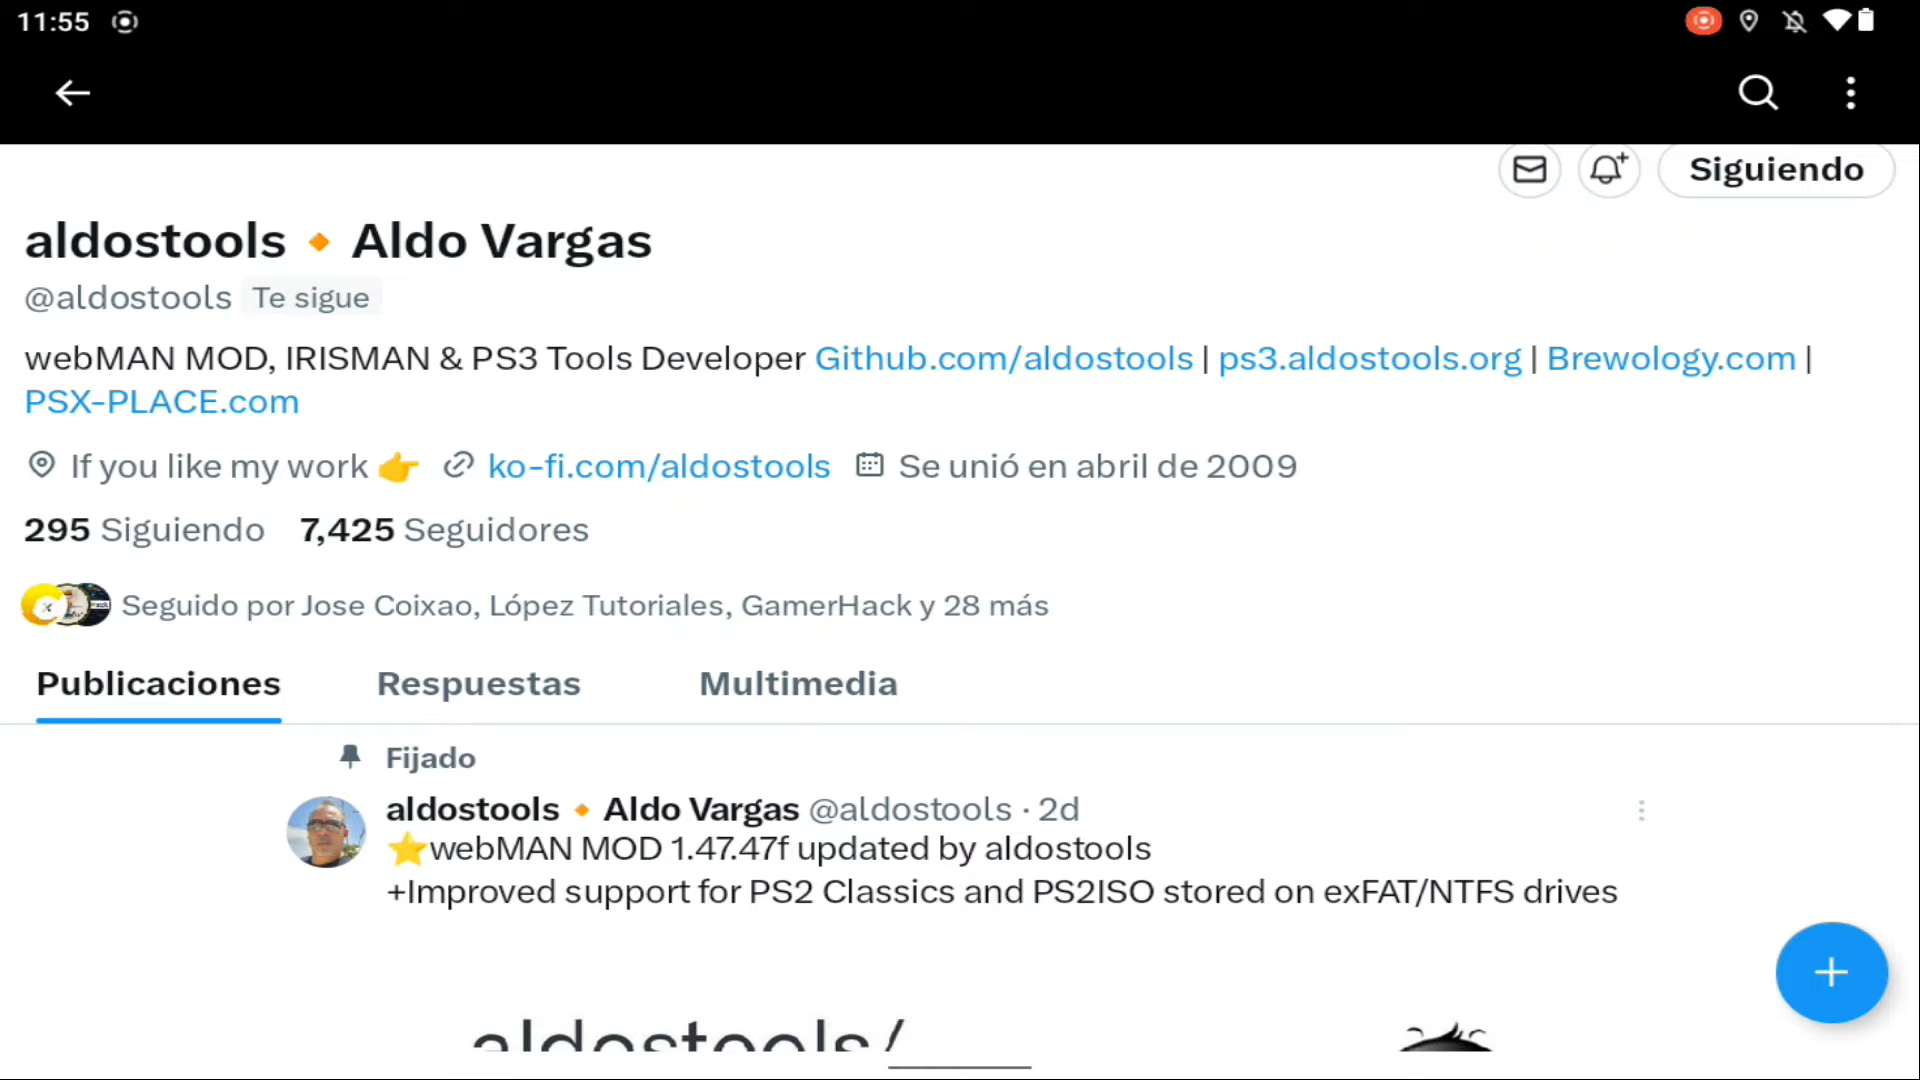 11:55
Siguiendo
aldostools🔸Aldo Vargas
@aldostools Te sigue
webMAN MOD, IRISMAN & PS3 Tools Developer Github.com/aldostools | ps3.aldostools.org | Brewology.com |
PSX-PLACE.com
If you like my work 👉 ko-fi.com/aldostools Se unió en abril de 2009
295 Siguiendo 7,425 Seguidores
Seguido por Jose Coixao, López Tutoriales, GamerHack y 28 más
Publicaciones Respuestas Multimedia
Fijado
aldostools🔸Aldo Vargas @aldostools · 2d
⭐webMAN MOD 1.47.47f updated by aldostools
+Improved support for PS2 Classics and PS2ISO stored on exFAT/NTFS drives
aldostools/